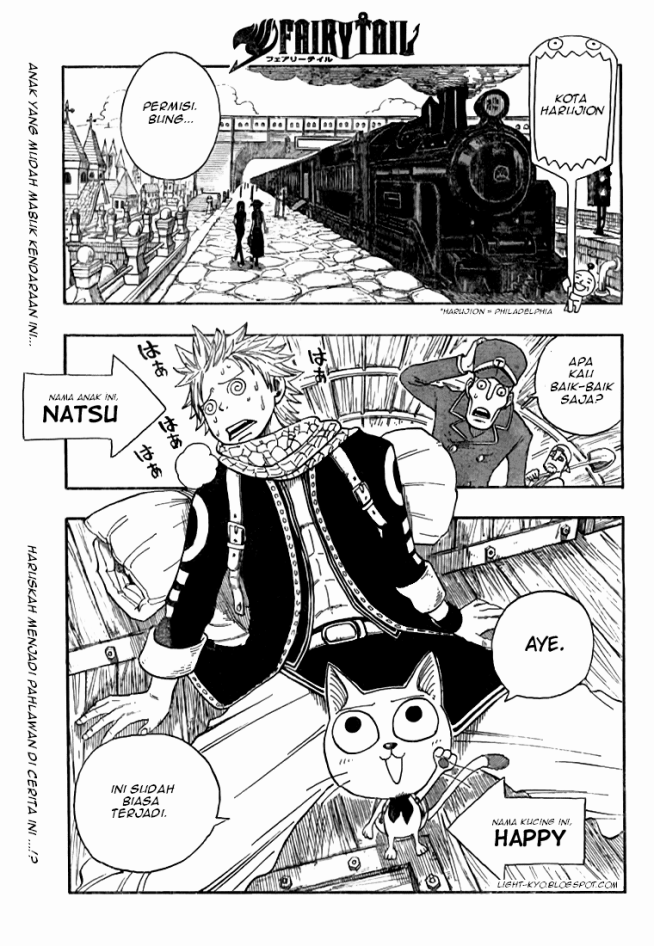 FAIRY TAIL
フェアリーテイル
KOTA
HARUJION
PERMISI.
BUNG...
ANAK YANG MUDAH MABUK KENDARAAN INI...
*HARUJION = PHILADELPHIA
はぁ
はぁ
はぁ
はぁ
APA
KAU
BAIK-BAIK
SAJA?
NAMA ANAK INI,
NATSU
HARUSKAH MENJADI PAHLAWAN DI CERITA INI ...!?
AYE.
INI SUDAH
BIASA
TERJADI.
NAMA KUCING INI,
HAPPY
LIGHT-KYO.BLOGSPOT.COM